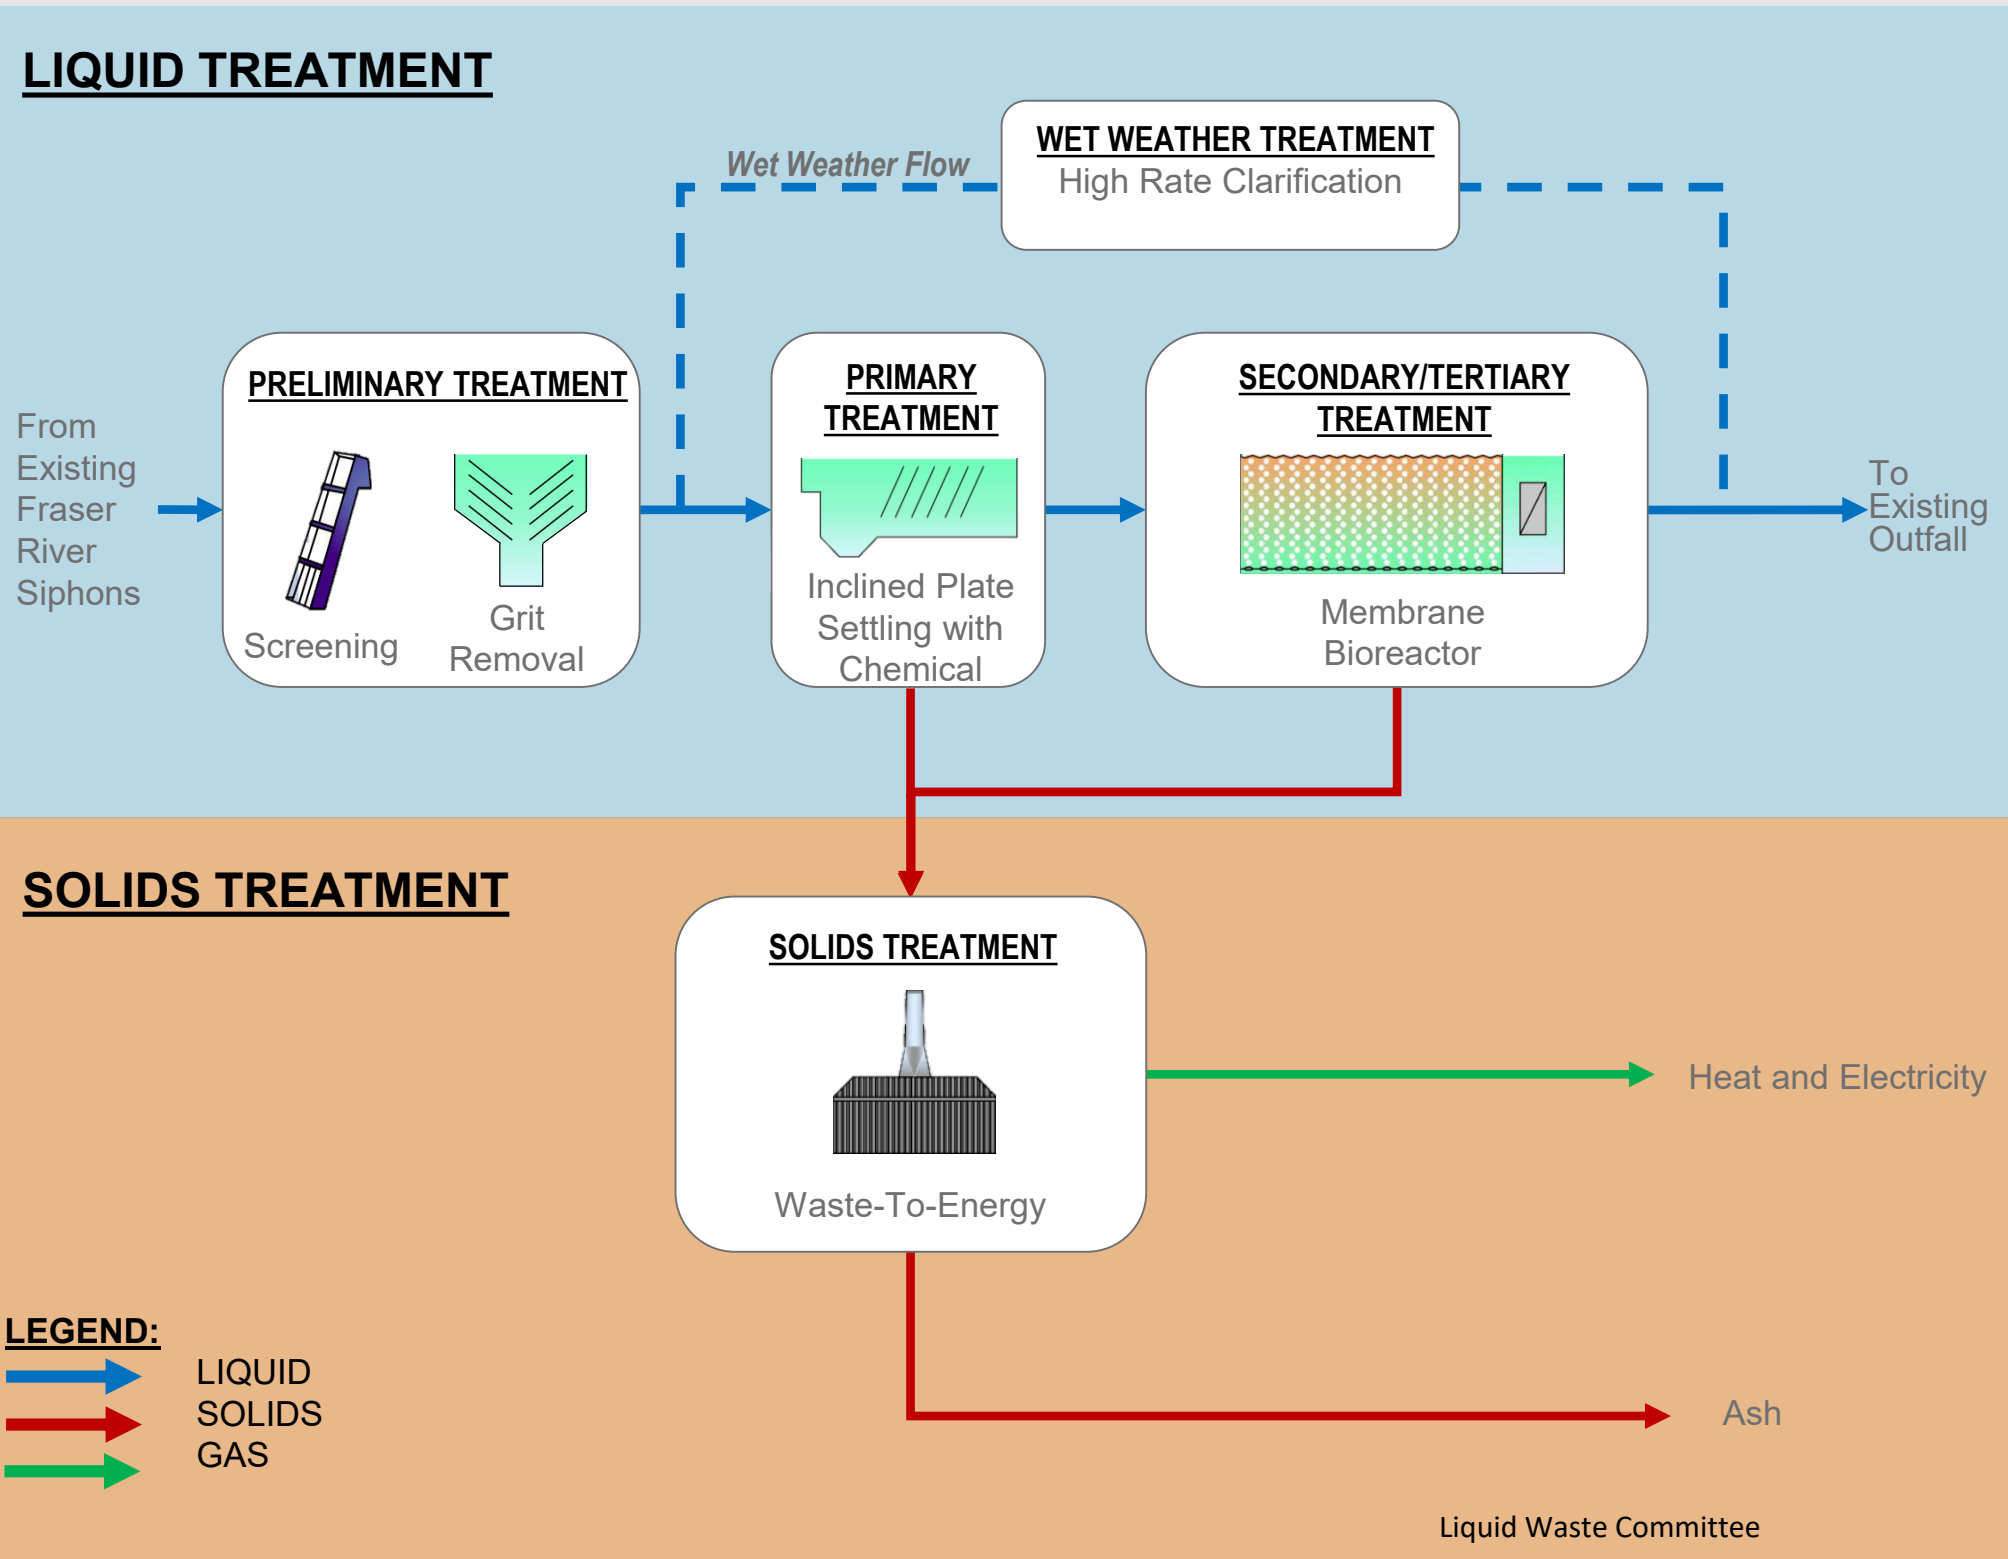 LIQUID TREATMENT
WET WEATHER TREATMENT
High Rate Clarification
Wet Weather Flow
From
Existing
Fraser
River
Siphons
PRELIMINARY TREATMENT
Screening
Grit
Removal
PRIMARY
TREATMENT
Inclined Plate
Settling with
Chemical
SECONDARY/TERTIARY
TREATMENT
Membrane
Bioreactor
To
Existing
Outfall
SOLIDS TREATMENT
SOLIDS TREATMENT
Waste-To-Energy
Heat and Electricity
Ash
LEGEND:
LIQUID
SOLIDS
GAS
Liquid Waste Committee